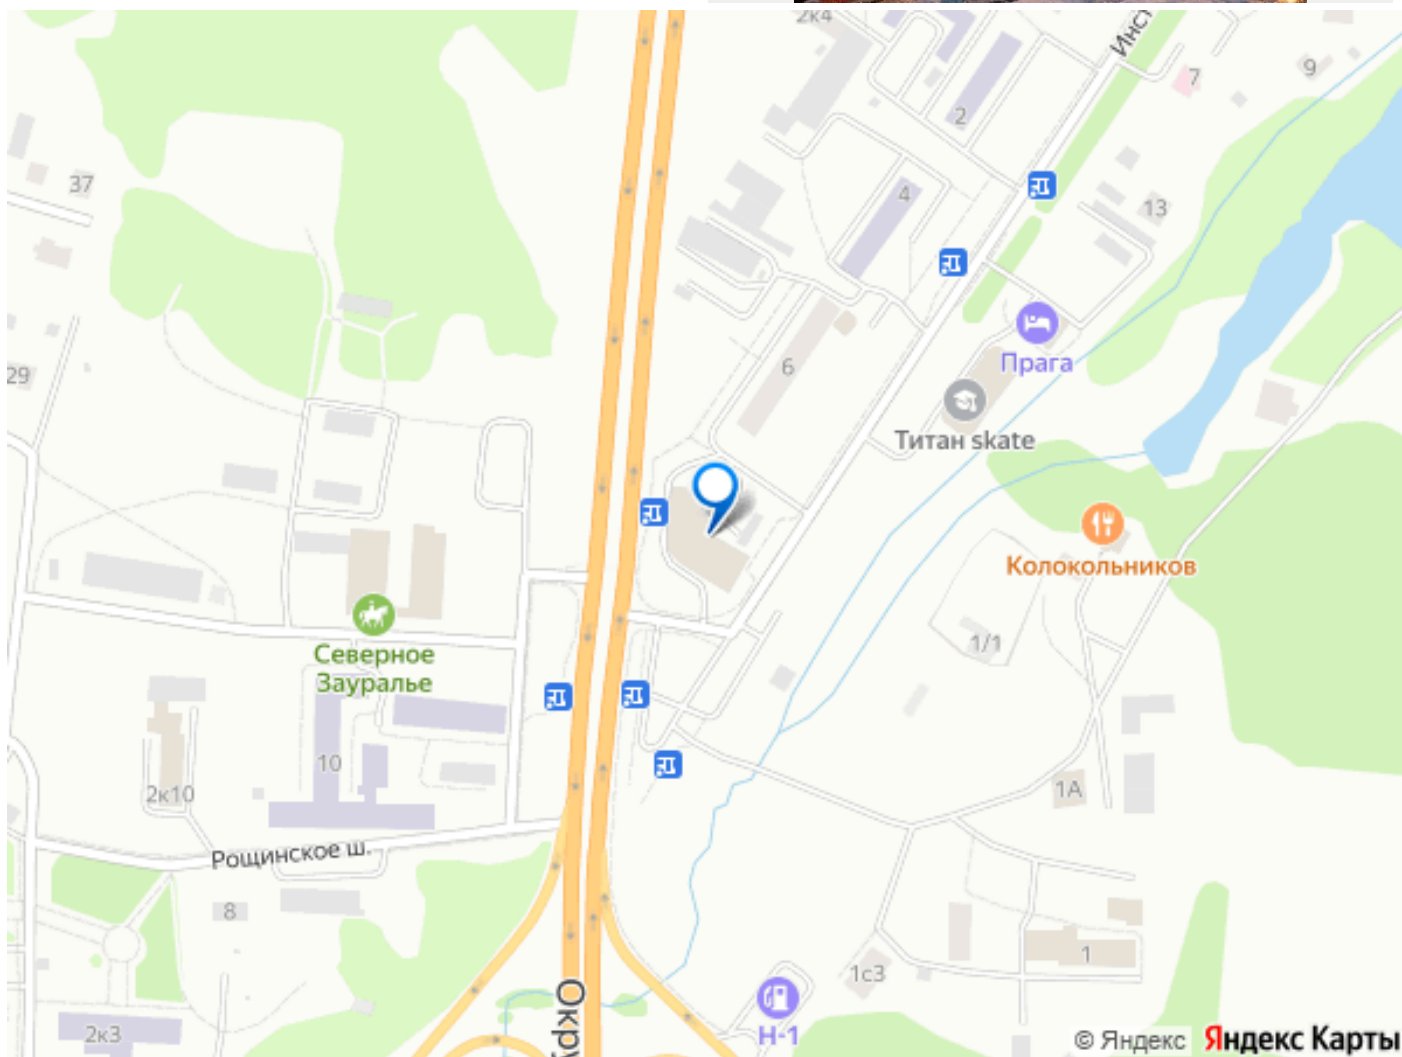 2к4
Инст
7
9
2
37
4
13
Прага
29
6
Титан skate
Колокольников
Северное
Зауралье
1/1
10
2к10
1А
Рощинское ш.
8
1
1с3
Окру
Н-1
2к3
© Яндекс Яндекс Карты